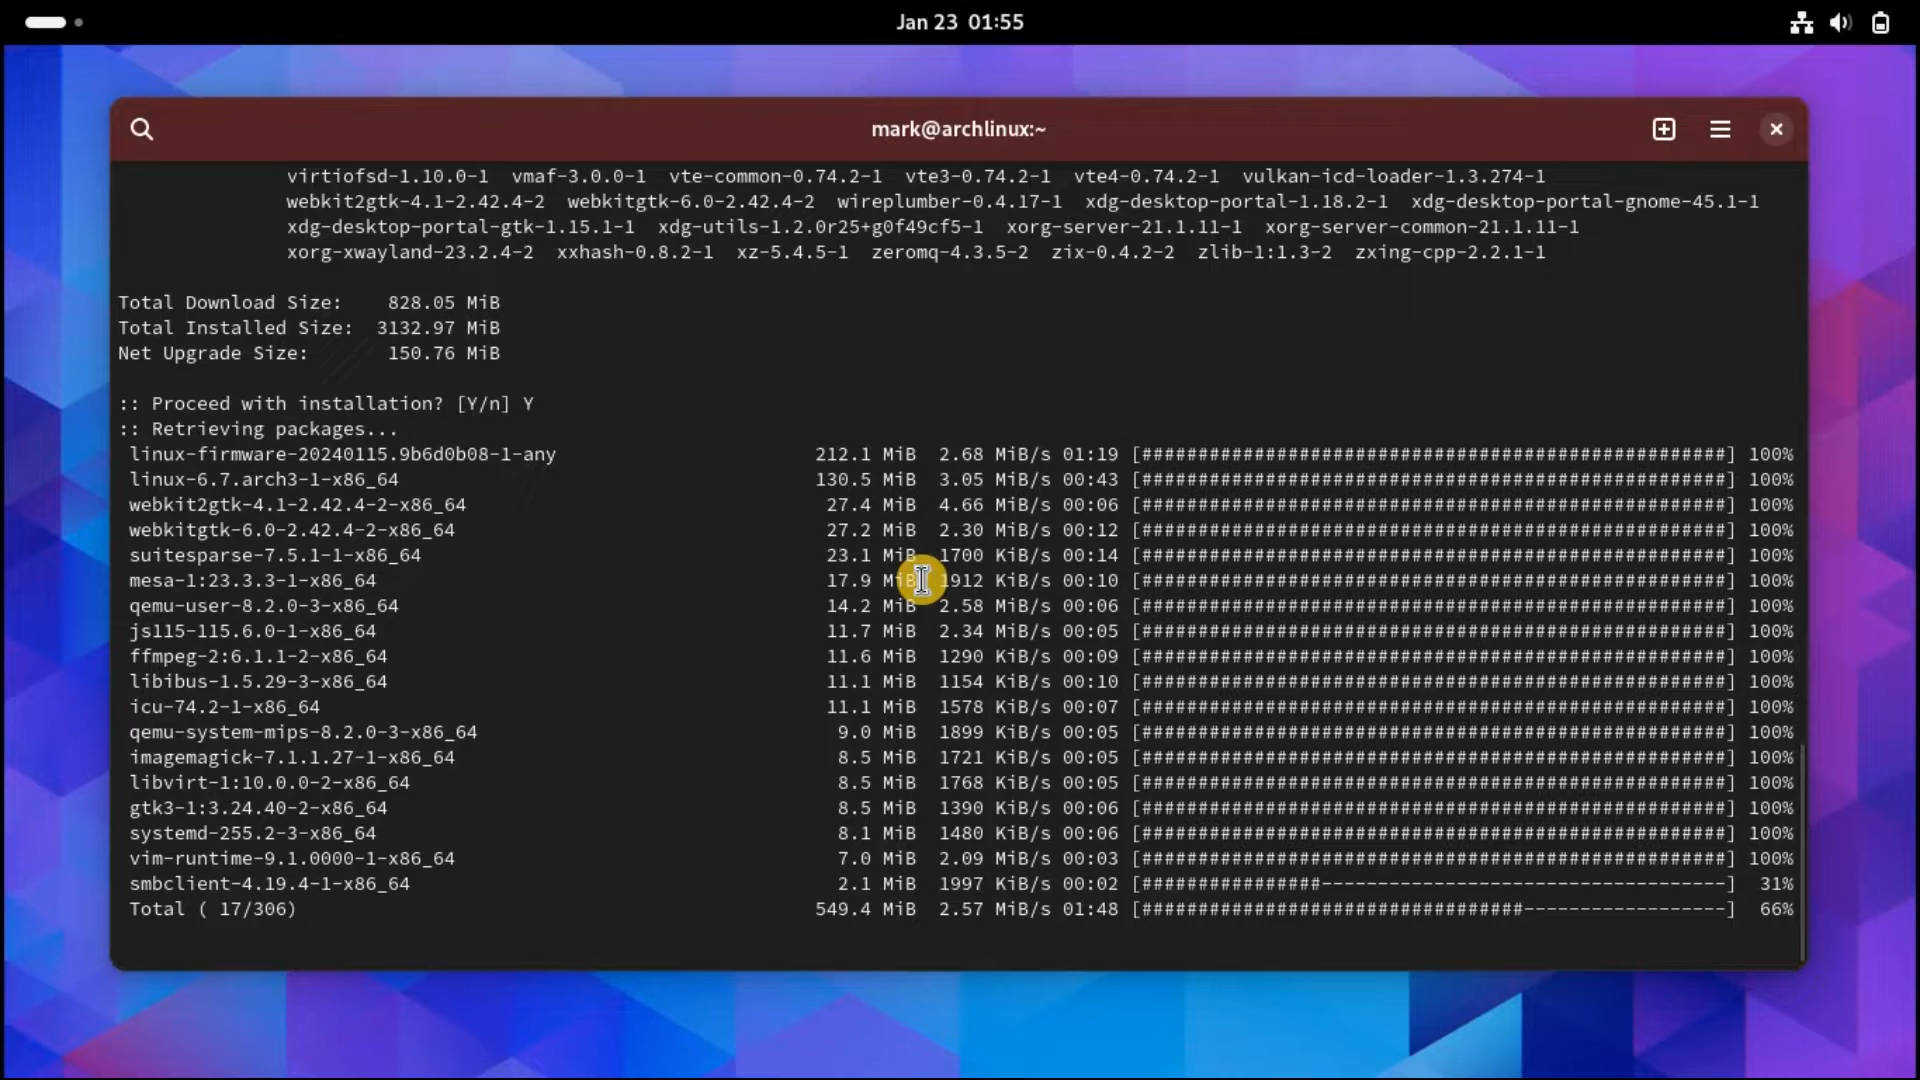 Jan 23 01:55
mark@archlinux:~
virtiofsd-1.10.0-1 vmaf-3.0.0-1 vte-common-0.74.2-1 vte3-0.74.2-1 vte4-0.74.2-1 vulkan-icd-loader-1.3.274-1
webkit2gtk-4.1-2.42.4-2 webkitgtk-6.0-2.42.4-2 wireplumber-0.4.17-1 xdg-desktop-portal-1.18.2-1 xdg-desktop-portal-gnome-45.1-1
xdg-desktop-portal-gtk-1.15.1-1 xdg-utils-1.2.0r25+g0f49cf5-1 xorg-server-21.1.11-1 xorg-server-common-21.1.11-1
xorg-xwayland-23.2.4-2 xxhash-0.8.2-1 xz-5.4.5-1 zeromq-4.3.5-2 zix-0.4.2-2 zlib-1:1.3-2 zxing-cpp-2.2.1-1
Total Download Size: 828.05 MiB
Total Installed Size: 3132.97 MiB
Net Upgrade Size: 150.76 MiB
:: Proceed with installation? [Y/n] Y
:: Retrieving packages...
linux-firmware-20240115.9b6d0b08-1-any 212.1 MiB 2.68 MiB/s 01:19 [####################################################] 100%
linux-6.7.arch3-1-x86_64 130.5 MiB 3.05 MiB/s 00:43 [####################################################] 100%
webkit2gtk-4.1-2.42.4-2-x86_64 27.4 MiB 4.66 MiB/s 00:06 [####################################################] 100%
webkitgtk-6.0-2.42.4-2-x86_64 27.2 MiB 2.30 MiB/s 00:12 [####################################################] 100%
suitesparse-7.5.1-1-x86_64 23.1 MiB 1700 KiB/s 00:14 [####################################################] 100%
mesa-1:23.3.3-1-x86_64 17.9 MiB 1912 KiB/s 00:10 [####################################################] 100%
qemu-user-8.2.0-3-x86_64 14.2 MiB 2.58 MiB/s 00:06 [####################################################] 100%
js115-115.6.0-1-x86_64 11.7 MiB 2.34 MiB/s 00:05 [####################################################] 100%
ffmpeg-2:6.1.1-2-x86_64 11.6 MiB 1290 KiB/s 00:09 [####################################################] 100%
libibus-1.5.29-3-x86_64 11.1 MiB 1154 KiB/s 00:10 [####################################################] 100%
icu-74.2-1-x86_64 11.1 MiB 1578 KiB/s 00:07 [####################################################] 100%
qemu-system-mips-8.2.0-3-x86_64 9.0 MiB 1899 KiB/s 00:05 [####################################################] 100%
imagemagick-7.1.1.27-1-x86_64 8.5 MiB 1721 KiB/s 00:05 [####################################################] 100%
libvirt-1:10.0.0-2-x86_64 8.5 MiB 1768 KiB/s 00:05 [####################################################] 100%
gtk3-1:3.24.40-2-x86_64 8.5 MiB 1390 KiB/s 00:06 [####################################################] 100%
systemd-255.2-3-x86_64 8.1 MiB 1480 KiB/s 00:06 [####################################################] 100%
vim-runtime-9.1.0000-1-x86_64 7.0 MiB 2.09 MiB/s 00:03 [####################################################] 100%
smbclient-4.19.4-1-x86_64 2.1 MiB 1997 KiB/s 00:02 [################------------------------------------] 31%
Total ( 17/306) 549.4 MiB 2.57 MiB/s 01:48 [##################################------------------] 66%